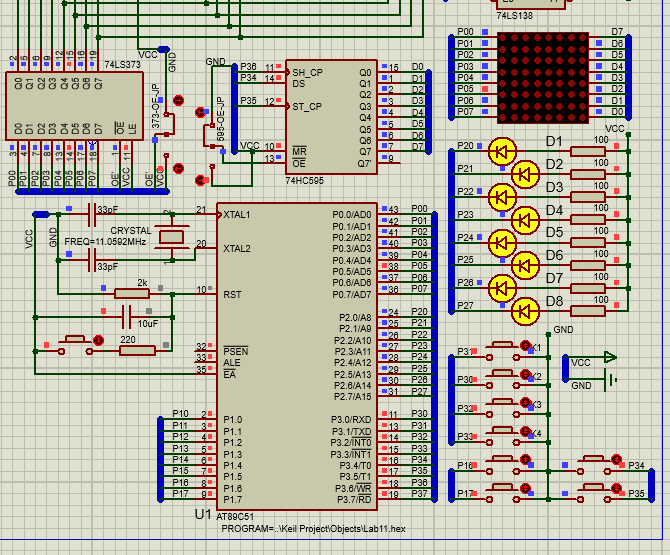 74LS138
2 5 6 9 12 15 16 19
Q0 Q1 Q2 Q3 Q4 Q5 Q6 Q7
74LS373
D0 D1 D2 D3 D4 D5 D6 D7 OE LE
3 4 7 8 13 14 17 18 1 11
P00 P01 P02 P03 P04 P05 P06 P07 OE' VCC OE' VCC
VCC
GND
373-OE-JP
595-OE-JP
GND
P36 11 SH_CP Q0 15 D0
P34 14 DS Q1 1 D1
Q2 2 D2
P35 12 ST_CP Q3 3 D3
Q4 4 D4
Q5 5 D5
VCC 10 MR Q6 6 D6
13 OE Q7 7 D7
Q7' 9
74HC595
P00 D7
P01 D6
P02 D5
P03 D4
P04 D3
P05 D2
P06 D1
P07 D0
VCC
P20 D1 100
P21 D2 100
P22 D3 100
P23 D4 100
P24 D5 100
P25 D6 100
P26 D7 100
P27 D8 100
VCC
GND
33pF
CRYSTAL
FREQ=11.0592MHz
33pF
2k
10uF
220
21 XTAL1
20 XTAL2
10 RST
32 PSEN
33 ALE
35 EA
P10 2 P1.0
P11 3 P1.1
P12 4 P1.2
P13 5 P1.3
P14 6 P1.4
P15 7 P1.5
P16 8 P1.6
P17 9 P1.7
P0.0/AD0 43 P00
P0.1/AD1 42 P01
P0.2/AD2 41 P02
P0.3/AD3 40 P03
P0.4/AD4 39 P04
P0.5/AD5 38 P05
P0.6/AD6 37 P06
P0.7/AD7 36 P07
P2.0/A8 24 P20
P2.1/A9 25 P21
P2.2/A10 26 P22
P2.3/A11 27 P23
P2.4/A12 28 P24
P2.5/A13 29 P25
P2.6/A14 30 P26
P2.7/A15 31 P27
P3.0/RXD 11 P30
P3.1/TXD 13 P31
P3.2/INT0 14 P32
P3.3/INT1 15 P33
P3.4/T0 16 P34
P3.5/T1 17 P35
P3.6/WR 18 P36
P3.7/RD 19 P37
U1
AT89C51
PROGRAM=..\Keil Project\Objects\Lab11.hex
GND
P31 K1
P30 K2
P32 K3
P33 K4
VCC
GND
P16 P34
P17 P35